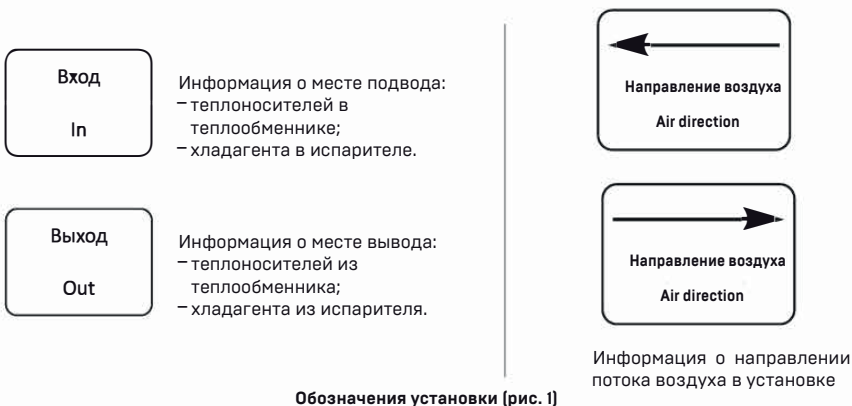 Вход
In
Информация о месте подвода:
– теплоносителей в
теплообменнике;
– хладагента в испарителе.
Выход
Out
Информация о месте вывода:
– теплоносителей из
теплообменника;
– хладагента из испарителя.
Направление воздуха
Air direction
Направление воздуха
Air direction
Информация о направлении
потока воздуха в установке
Обозначения установки (рис. 1)